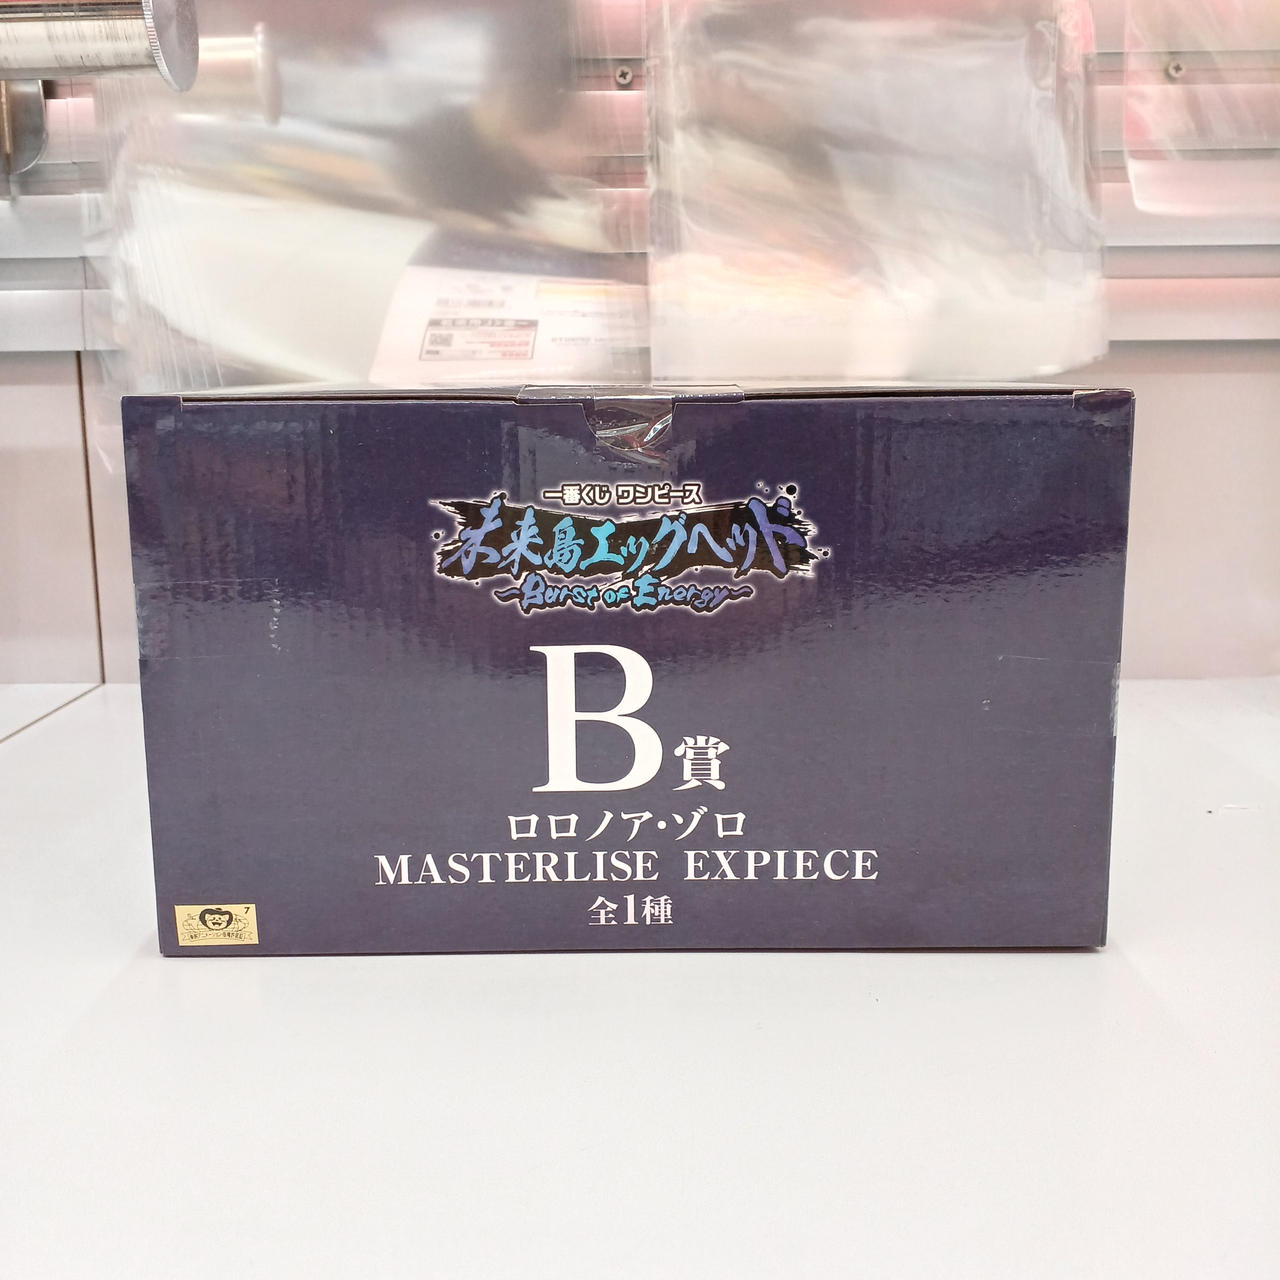 一番くじ ワンピース
未来島エッグヘッド
～Burst of Energy～
B賞
ロロノア・ゾロ
MASTERLISE EXPIECE
全1種
7